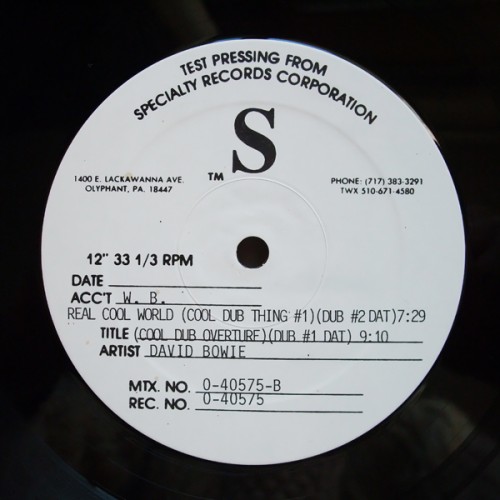 TEST PRESSING FROM
SPECIALTY RECORDS CORPORATION
S
TM
1400 E. LACKAWANNA AVE.
OLYPHANT, PA. 18447
PHONE: (717) 383-3291
TWX 510-671-4580
12" 33 1/3 RPM
DATE
ACC'T W. B.
REAL COOL WORLD (COOL DUB THING #1)(DUB #2 DAT)7:29
TITLE (COOL DUB OVERTURE)(DUB #1 DAT) 9:10
ARTIST DAVID BOWIE
MTX. NO. 0-40575-B
REC. NO. 0-40575